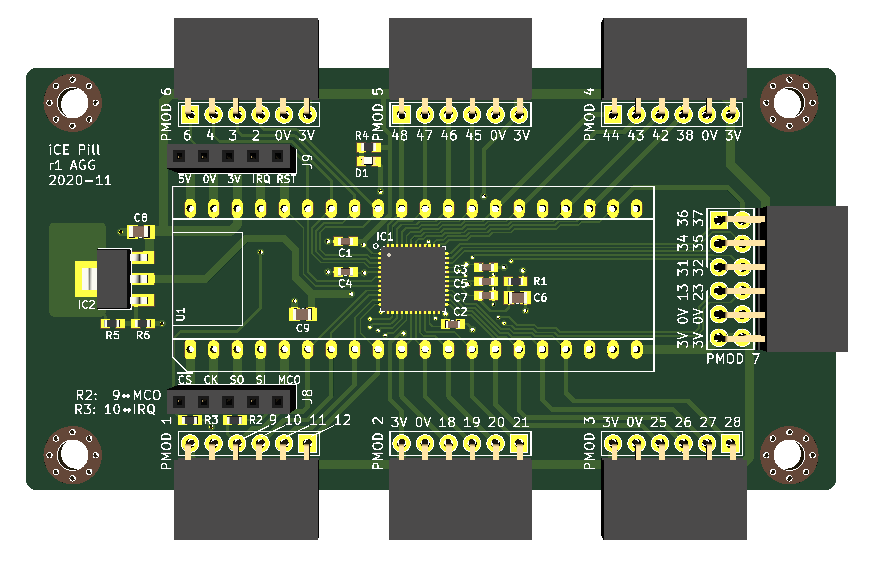 PMOD 6
6 4 3 2 0V 3V
PMOD 5
48 47 46 45 0V 3V
PMOD 4
44 43 42 38 0V 3V
iCE Pill
r1 AGG
2020-11
J9
5V 0V 3V IRQ RST
R4
D1
C8
IC2
R5 R6
U1
IC1
C1
C4
C9
C3
C5
C7
C2
R1
C6
36 37
34 35
31 32
13 23
0V 0V
3V 3V
PMOD 7
CS CK SO SI MCO
J8
R2: 9↔MCO
R3: 10↔IRQ
R3 R2 9 10 11 12
PMOD 1
PMOD 2
3V 0V 18 19 20 21
PMOD 3
3V 0V 25 26 27 28